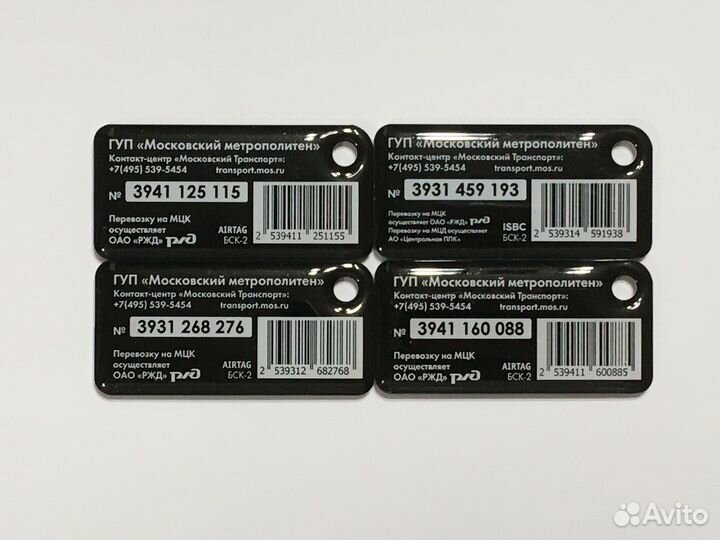 ГУП «Московский метрополитен»
Контакт-центр «Московский Транспорт»:
+7(495) 539-5454 transport.mos.ru
№ 3941 125 115
Перевозку на МЦК
осуществляет
ОАО «РЖД» РЖД
AIRTAG
БСК-2
2 539411 251155
ГУП «Московский метрополитен»
Контакт-центр «Московский Транспорт»:
+7(495) 539-5454 transport.mos.ru
№ 3931 459 193
Перевозку на МЦК
осуществляет ОАО «РЖД» РЖД
Перевозку на МЦД осуществляет
АО «Центральная ППК»
ISBC
БСК-2
2 539314 591938
ГУП «Московский метрополитен»
Контакт-центр «Московский Транспорт»:
+7(495) 539-5454 transport.mos.ru
№ 3931 268 276
Перевозку на МЦК
осуществляет
ОАО «РЖД» РЖД
AIRTAG
БСК-2
2 539312 682768
ГУП «Московский метрополитен»
Контакт-центр «Московский Транспорт»:
+7(495) 539-5454 transport.mos.ru
№ 3941 160 088
Перевозку на МЦК
осуществляет
ОАО «РЖД» РЖД
AIRTAG
БСК-2
2 539411 600885
Avito